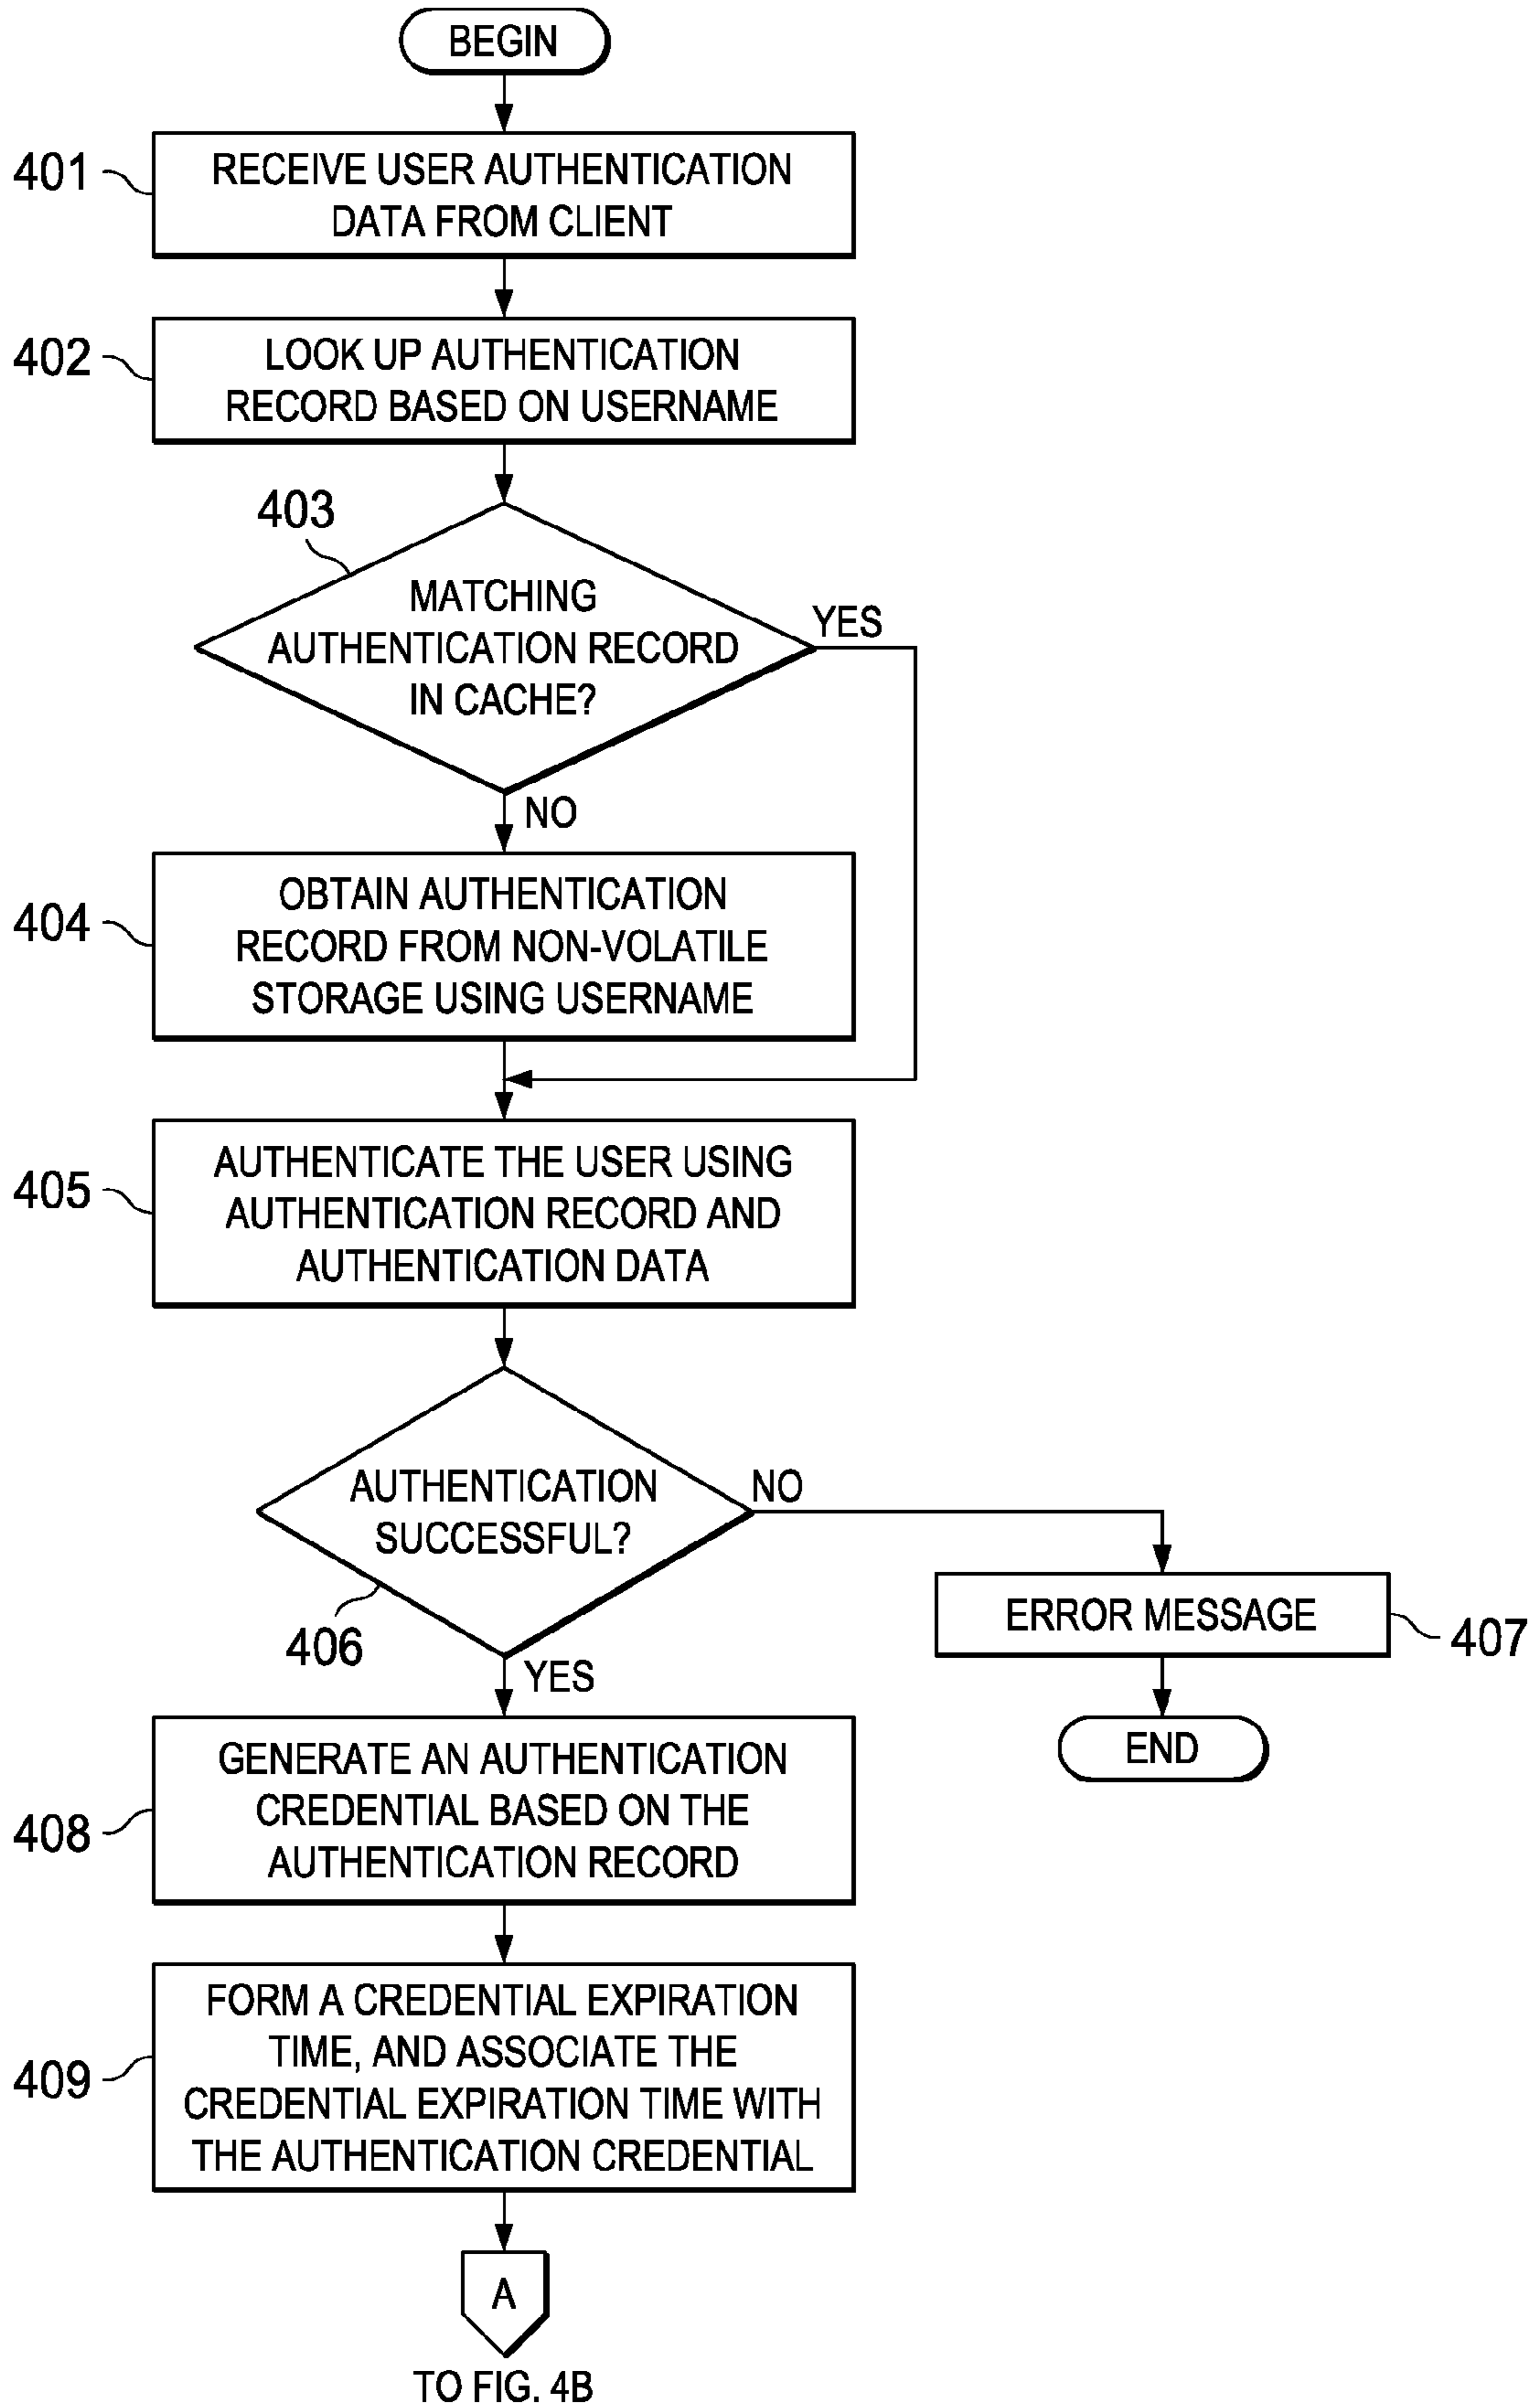 BEGIN
401
RECEIVE USER AUTHENTICATION
DATA FROM CLIENT
402
LOOK UP AUTHENTICATION
RECORD BASED ON USERNAME
403
MATCHING
AUTHENTICATION RECORD
IN CACHE?
YES
NO
404
OBTAIN AUTHENTICATION
RECORD FROM NON-VOLATILE
STORAGE USING USERNAME
405
AUTHENTICATE THE USER USING
AUTHENTICATION RECORD AND
AUTHENTICATION DATA
AUTHENTICATION
SUCCESSFUL?
NO
406
YES
ERROR MESSAGE
407
END
408
GENERATE AN AUTHENTICATION
CREDENTIAL BASED ON THE
AUTHENTICATION RECORD
409
FORM A CREDENTIAL EXPIRATION
TIME, AND ASSOCIATE THE
CREDENTIAL EXPIRATION TIME WITH
THE AUTHENTICATION CREDENTIAL
A
TO FIG. 4B